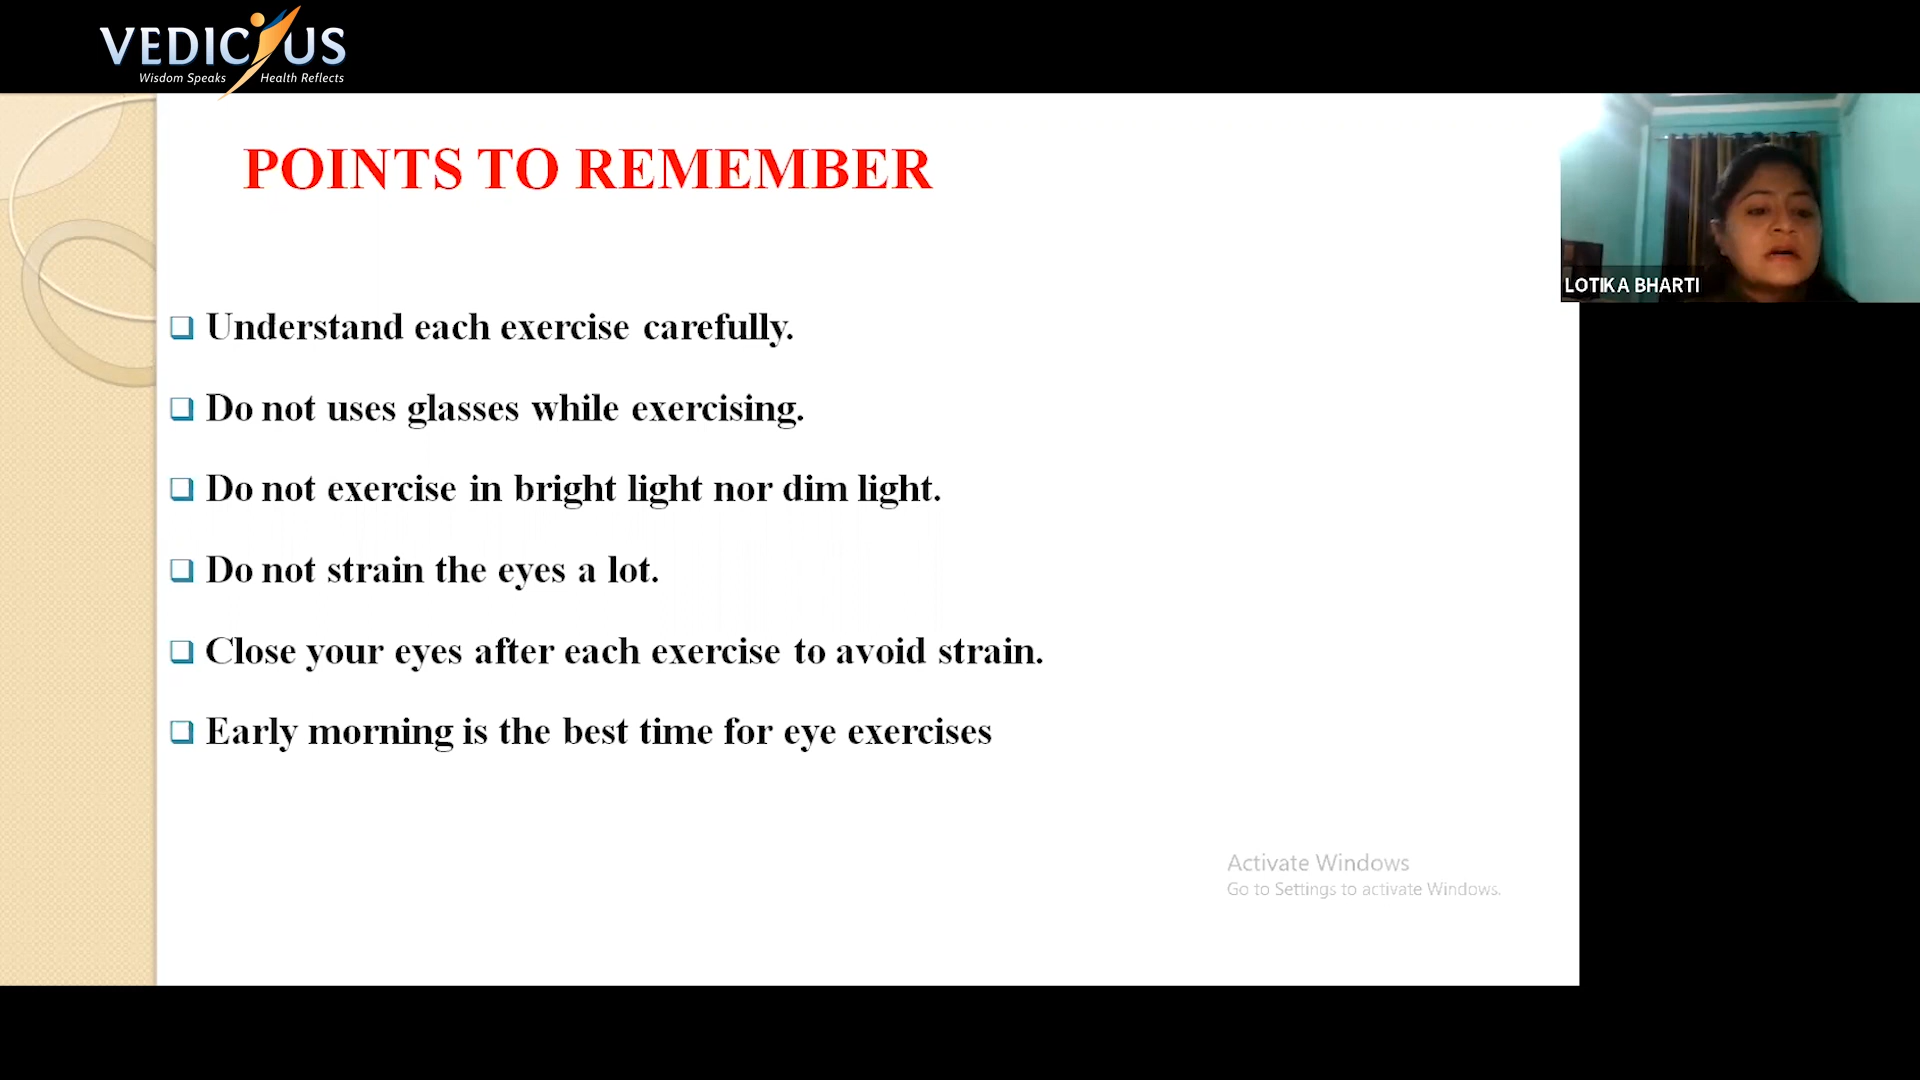 VEDICIUS
Wisdom Speaks Health Reflects
POINTS TO REMEMBER
LOTIKA BHARTI
Understand each exercise carefully.
Do not uses glasses while exercising.
Do not exercise in bright light nor dim light.
Do not strain the eyes a lot.
Close your eyes after each exercise to avoid strain.
Early morning is the best time for eye exercises
Activate Windows
Go to Settings to activate Windows.